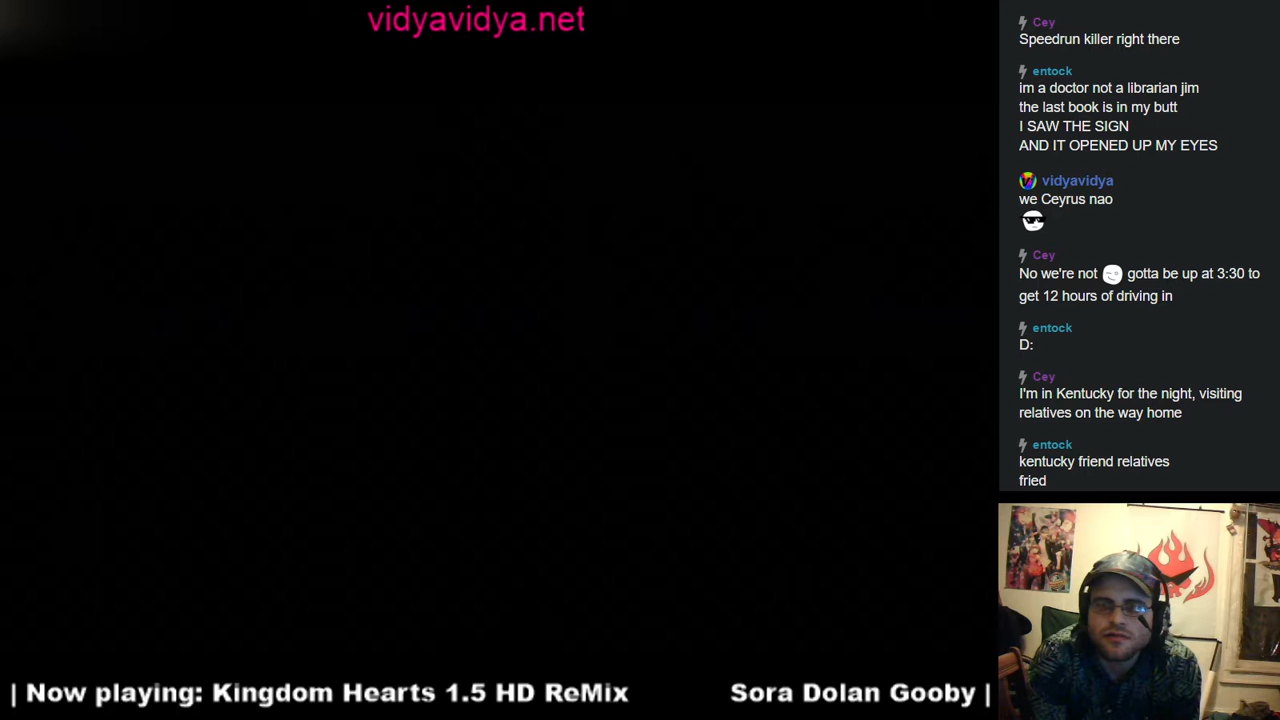 vidyavidya.net
Cey
Speedrun killer right there
entock
im a doctor not a librarian jim
the last book is in my butt
I SAW THE SIGN
AND IT OPENED UP MY EYES
vidyavidya
we Ceyrus nao
Cey
No we're not gotta be up at 3:30 to
get 12 hours of driving in
entock
D:
Cey
I'm in Kentucky for the night, visiting
relatives on the way home
entock
kentucky friend relatives
fried
| Now playing: Kingdom Hearts 1.5 HD ReMix Sora Dolan Gooby |